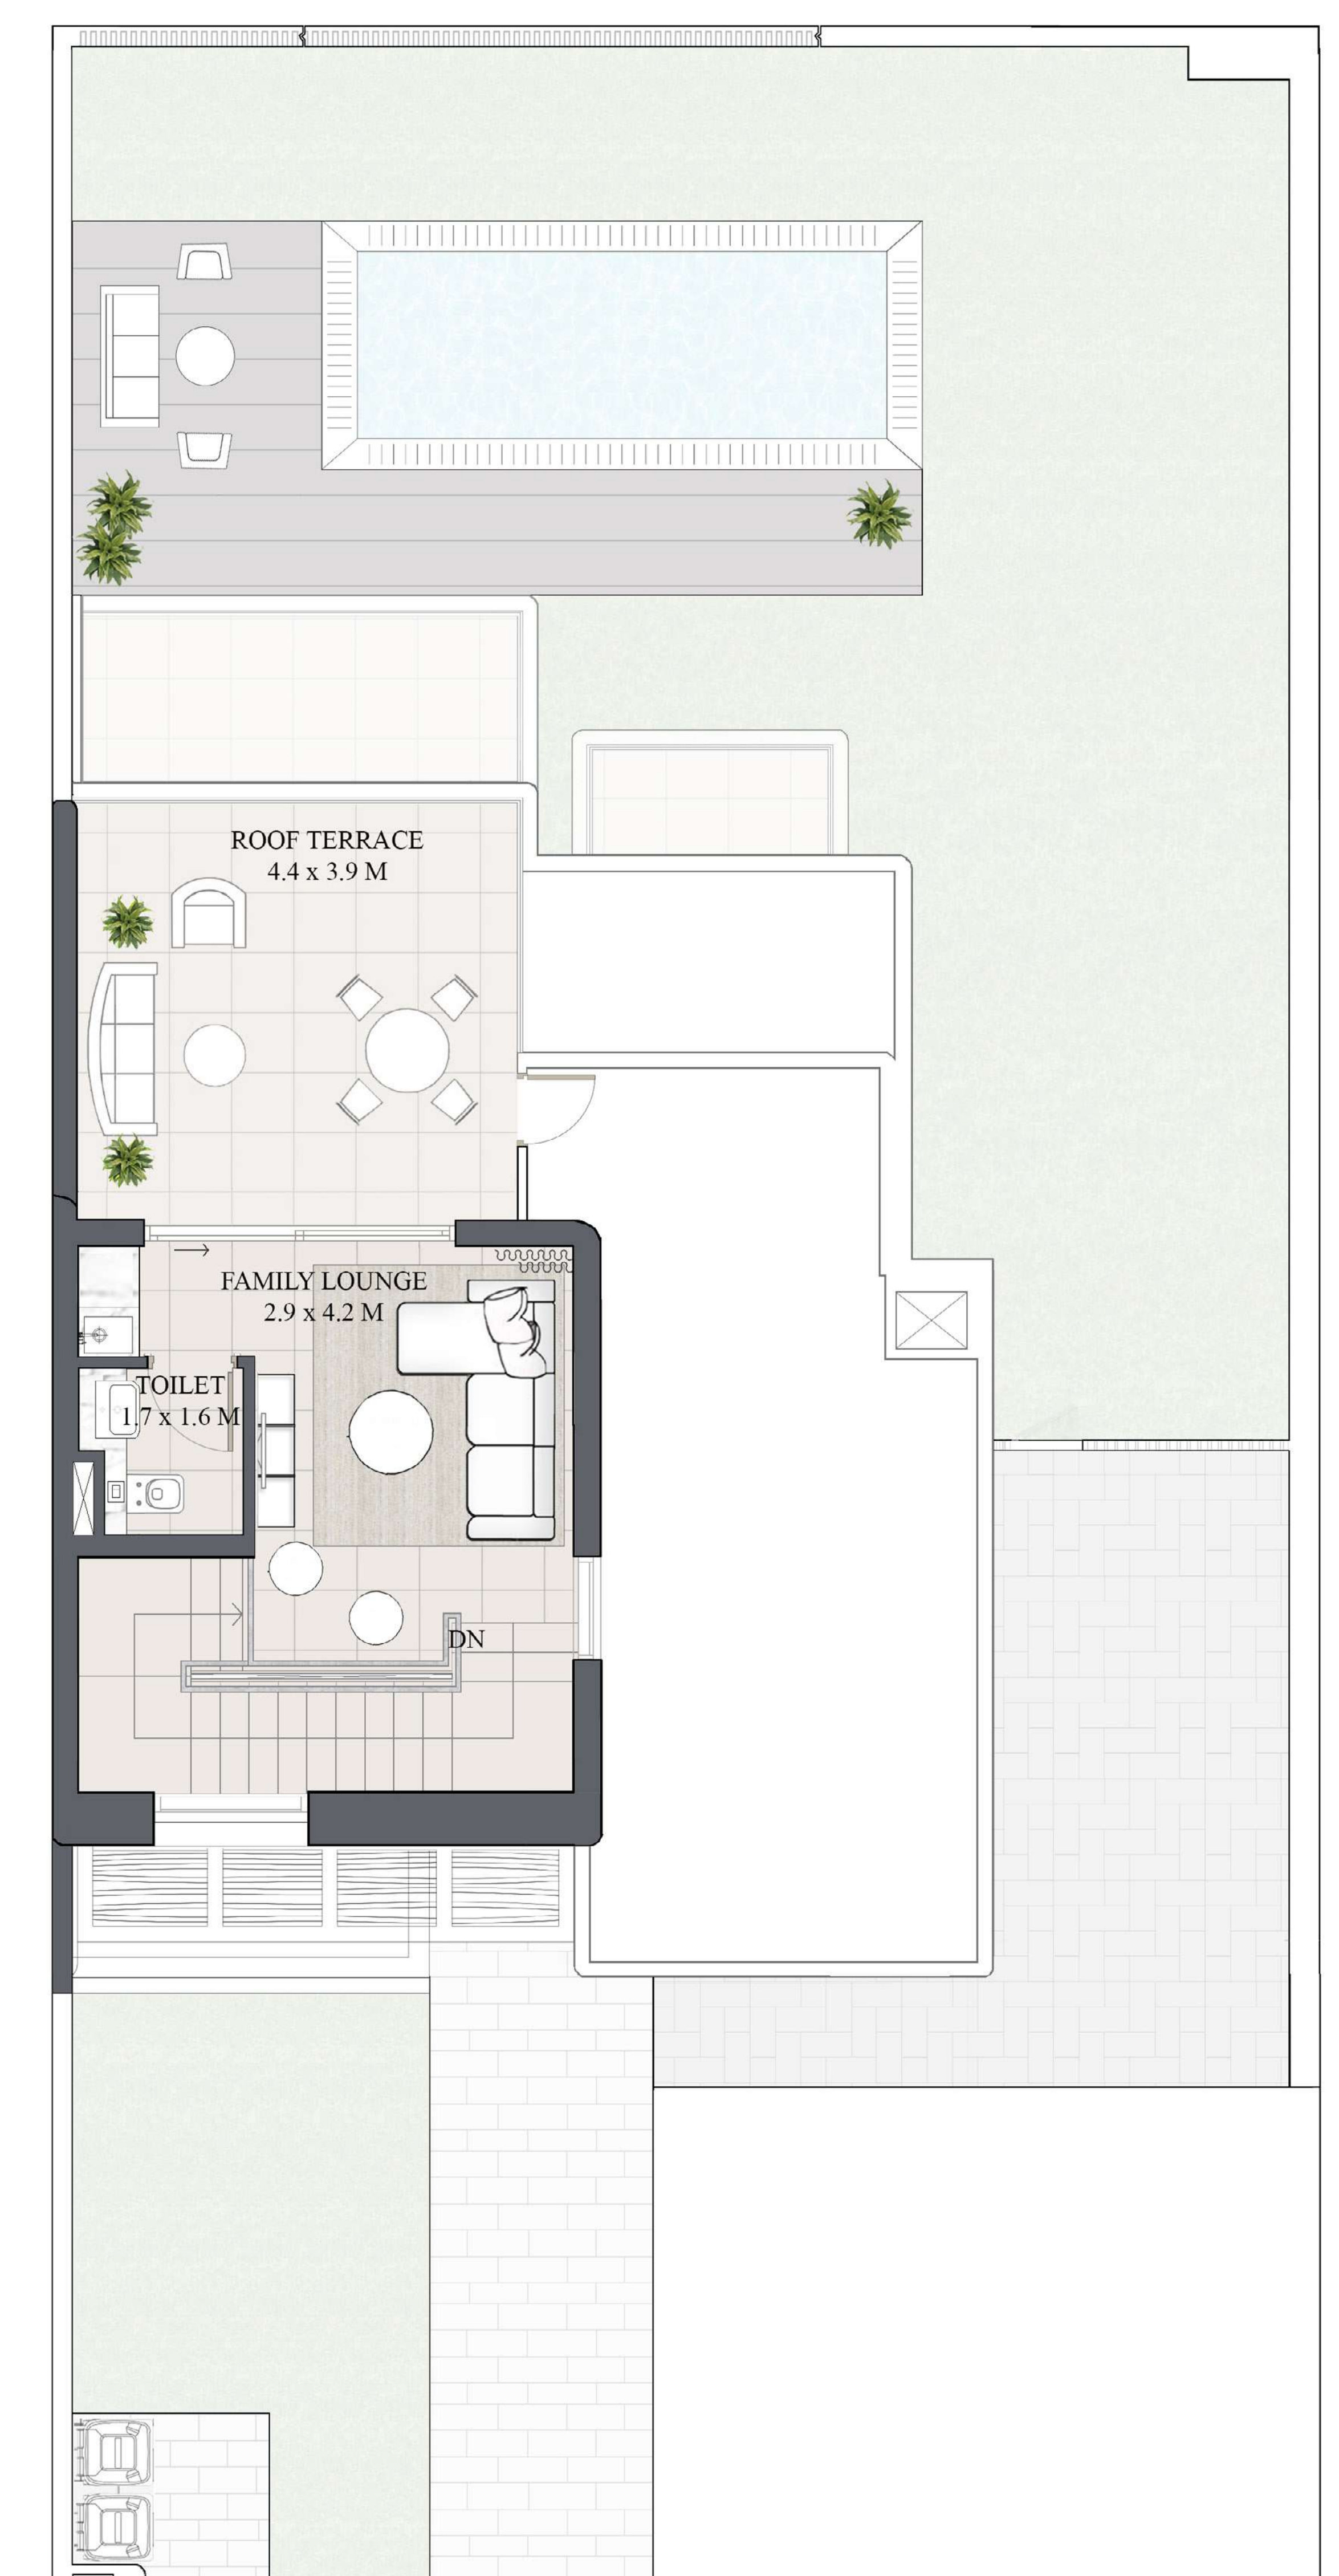 ROOF TERRACE
4.4 x 3.9 M
FAMILY LOUNGE
2.9 x 4.2 M
TOILET
1.7 x 1.6 M
DN